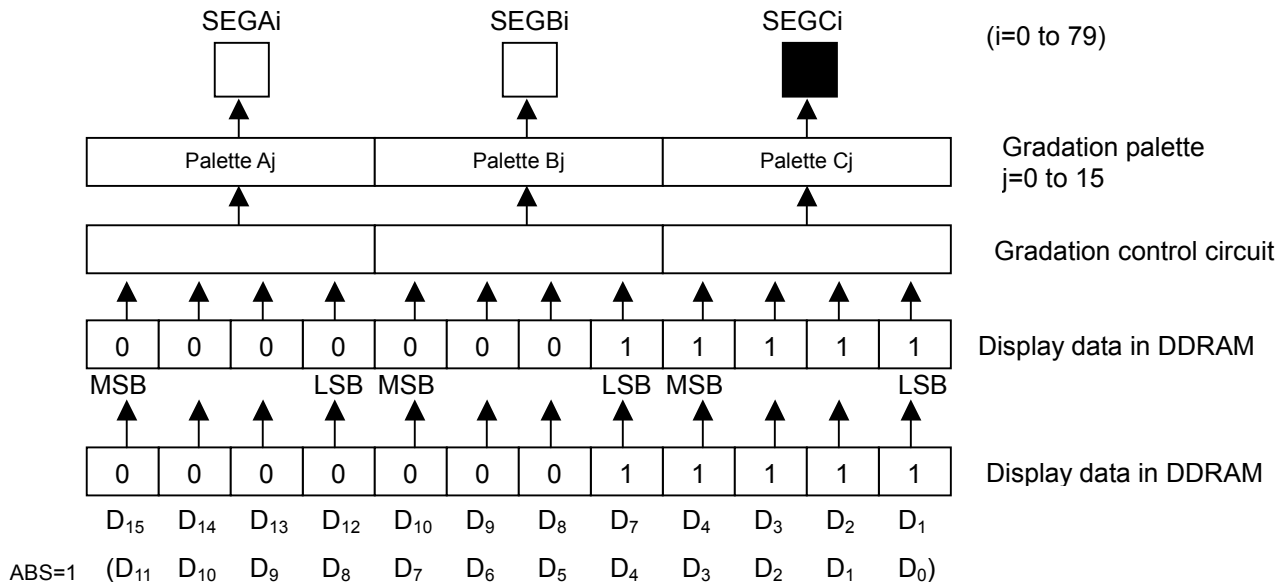 SEGAi SEGBi SEGCi (i=0 to 79)
Palette Aj Palette Bj Palette Cj Gradation palette
j=0 to 15
Gradation control circuit
0 0 0 0 0 0 0 1 1 1 1 1 Display data in DDRAM
MSB LSB MSB LSB MSB LSB
0 0 0 0 0 0 0 1 1 1 1 1 Display data in DDRAM
D15 D14 D13 D12 D10 D9 D8 D7 D4 D3 D2 D1
ABS=1 (D11 D10 D9 D8 D7 D6 D5 D4 D3 D2 D1 D0)